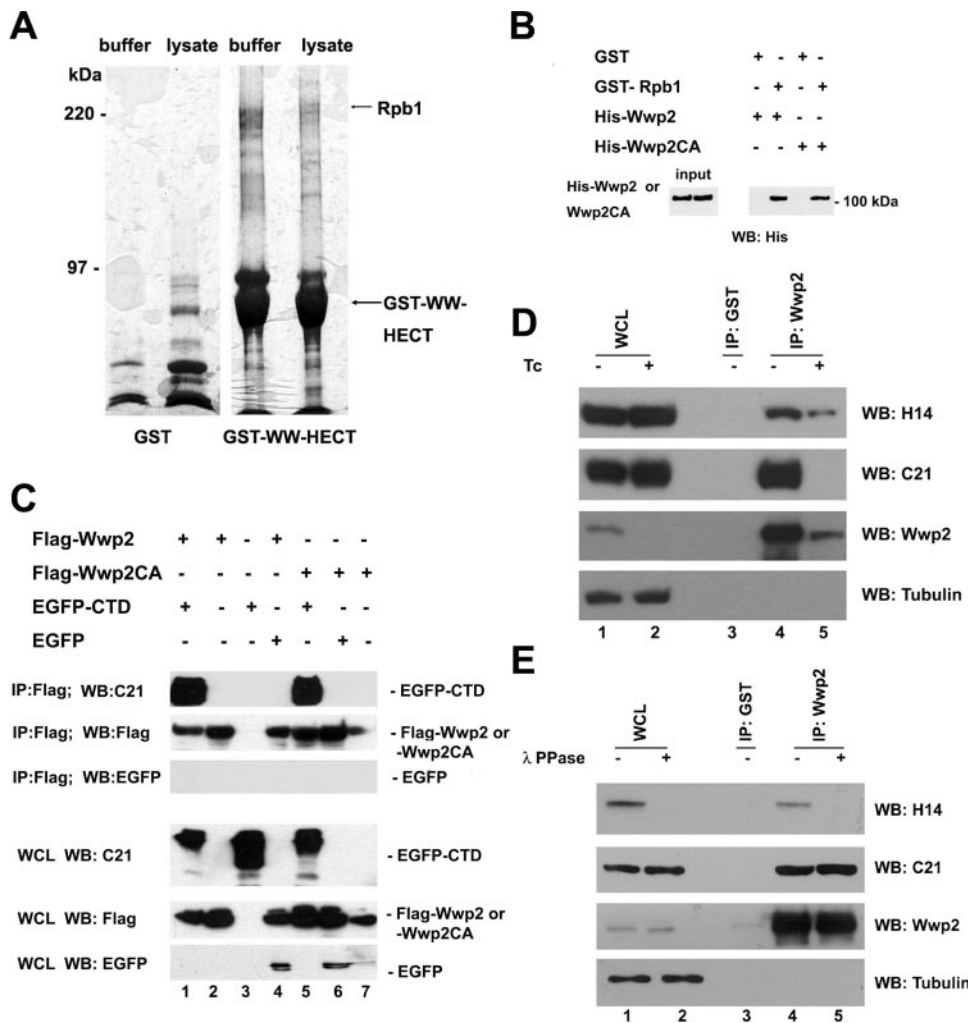 A
buffer lysate buffer lysate
kDa
220 -
Rpb1
97 -
GST-WW-
HECT
GST GST-WW-HECT
B
GST + - + -
GST- Rpb1 - + - +
His-Wwp2 + + - -
His-Wwp2CA - - + +
input
His-Wwp2 or
Wwp2CA
- 100 kDa
WB: His
C
Flag-Wwp2 + + - + - - -
Flag-Wwp2CA - - - - + + +
EGFP-CTD + - + - + - -
EGFP - - - + - + -
IP:Flag; WB:C21 - EGFP-CTD
IP:Flag; WB:Flag - Flag-Wwp2 or
-Wwp2CA
IP:Flag; WB:EGFP - EGFP
WCL WB: C21 - EGFP-CTD
WCL WB: Flag - Flag-Wwp2 or
-Wwp2CA
WCL WB: EGFP - EGFP
1 2 3 4 5 6 7
D
WCL IP: GST IP: Wwp2
Tc - + - - +
WB: H14
WB: C21
WB: Wwp2
WB: Tubulin
1 2 3 4 5
E
WCL IP: GST IP: Wwp2
λ PPase - + - - +
WB: H14
WB: C21
WB: Wwp2
WB: Tubulin
1 2 3 4 5